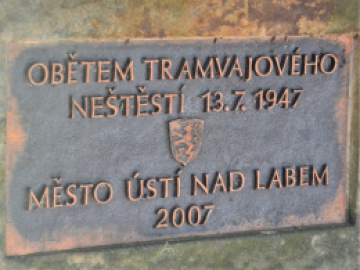 OBĚTEM TRAMVAJOVÉHO
NEŠTĚSTÍ 13.7.1947
MĚSTO ÚSTÍ NAD LABEM
2007